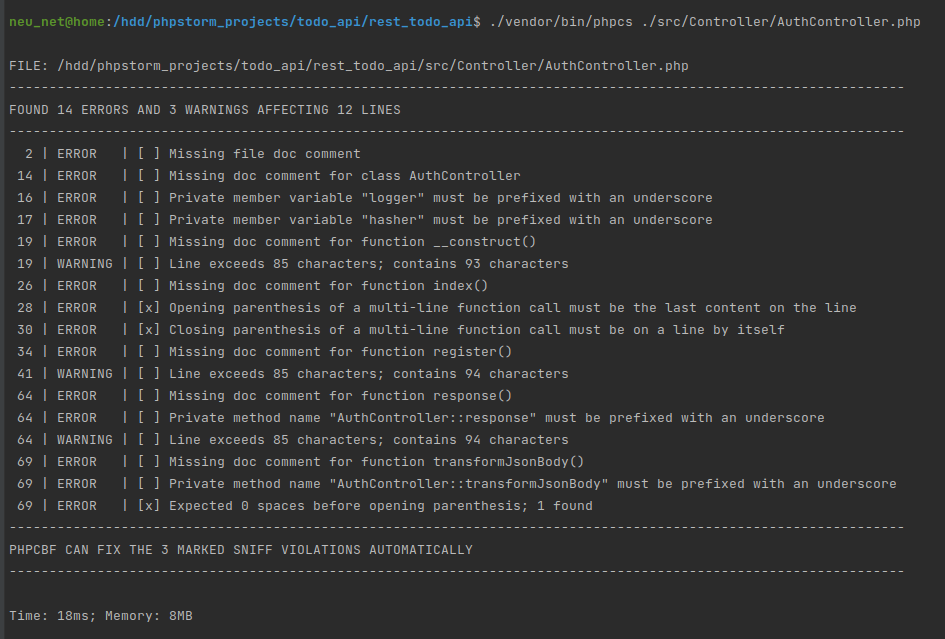 neu_net@home:/hdd/phpstorm_projects/todo_api/rest_todo_api$ ./vendor/bin/phpcs ./src/Controller/AuthController.php
FILE: /hdd/phpstorm_projects/todo_api/rest_todo_api/src/Controller/AuthController.php
----------------------------------------------------------------------------------------------------------------
FOUND 14 ERRORS AND 3 WARNINGS AFFECTING 12 LINES
----------------------------------------------------------------------------------------------------------------
  2 | ERROR   | [ ] Missing file doc comment
 14 | ERROR   | [ ] Missing doc comment for class AuthController
 16 | ERROR   | [ ] Private member variable "logger" must be prefixed with an underscore
 17 | ERROR   | [ ] Private member variable "hasher" must be prefixed with an underscore
 19 | ERROR   | [ ] Missing doc comment for function __construct()
 19 | WARNING | [ ] Line exceeds 85 characters; contains 93 characters
 26 | ERROR   | [ ] Missing doc comment for function index()
 28 | ERROR   | [x] Opening parenthesis of a multi-line function call must be the last content on the line
 30 | ERROR   | [x] Closing parenthesis of a multi-line function call must be on a line by itself
 34 | ERROR   | [ ] Missing doc comment for function register()
 41 | WARNING | [ ] Line exceeds 85 characters; contains 94 characters
 64 | ERROR   | [ ] Missing doc comment for function response()
 64 | ERROR   | [ ] Private method name "AuthController::response" must be prefixed with an underscore
 64 | WARNING | [ ] Line exceeds 85 characters; contains 94 characters
 69 | ERROR   | [ ] Missing doc comment for function transformJsonBody()
 69 | ERROR   | [ ] Private method name "AuthController::transformJsonBody" must be prefixed with an underscore
 69 | ERROR   | [x] Expected 0 spaces before opening parenthesis; 1 found
----------------------------------------------------------------------------------------------------------------
PHPCBF CAN FIX THE 3 MARKED SNIFF VIOLATIONS AUTOMATICALLY
----------------------------------------------------------------------------------------------------------------
Time: 18ms; Memory: 8MB